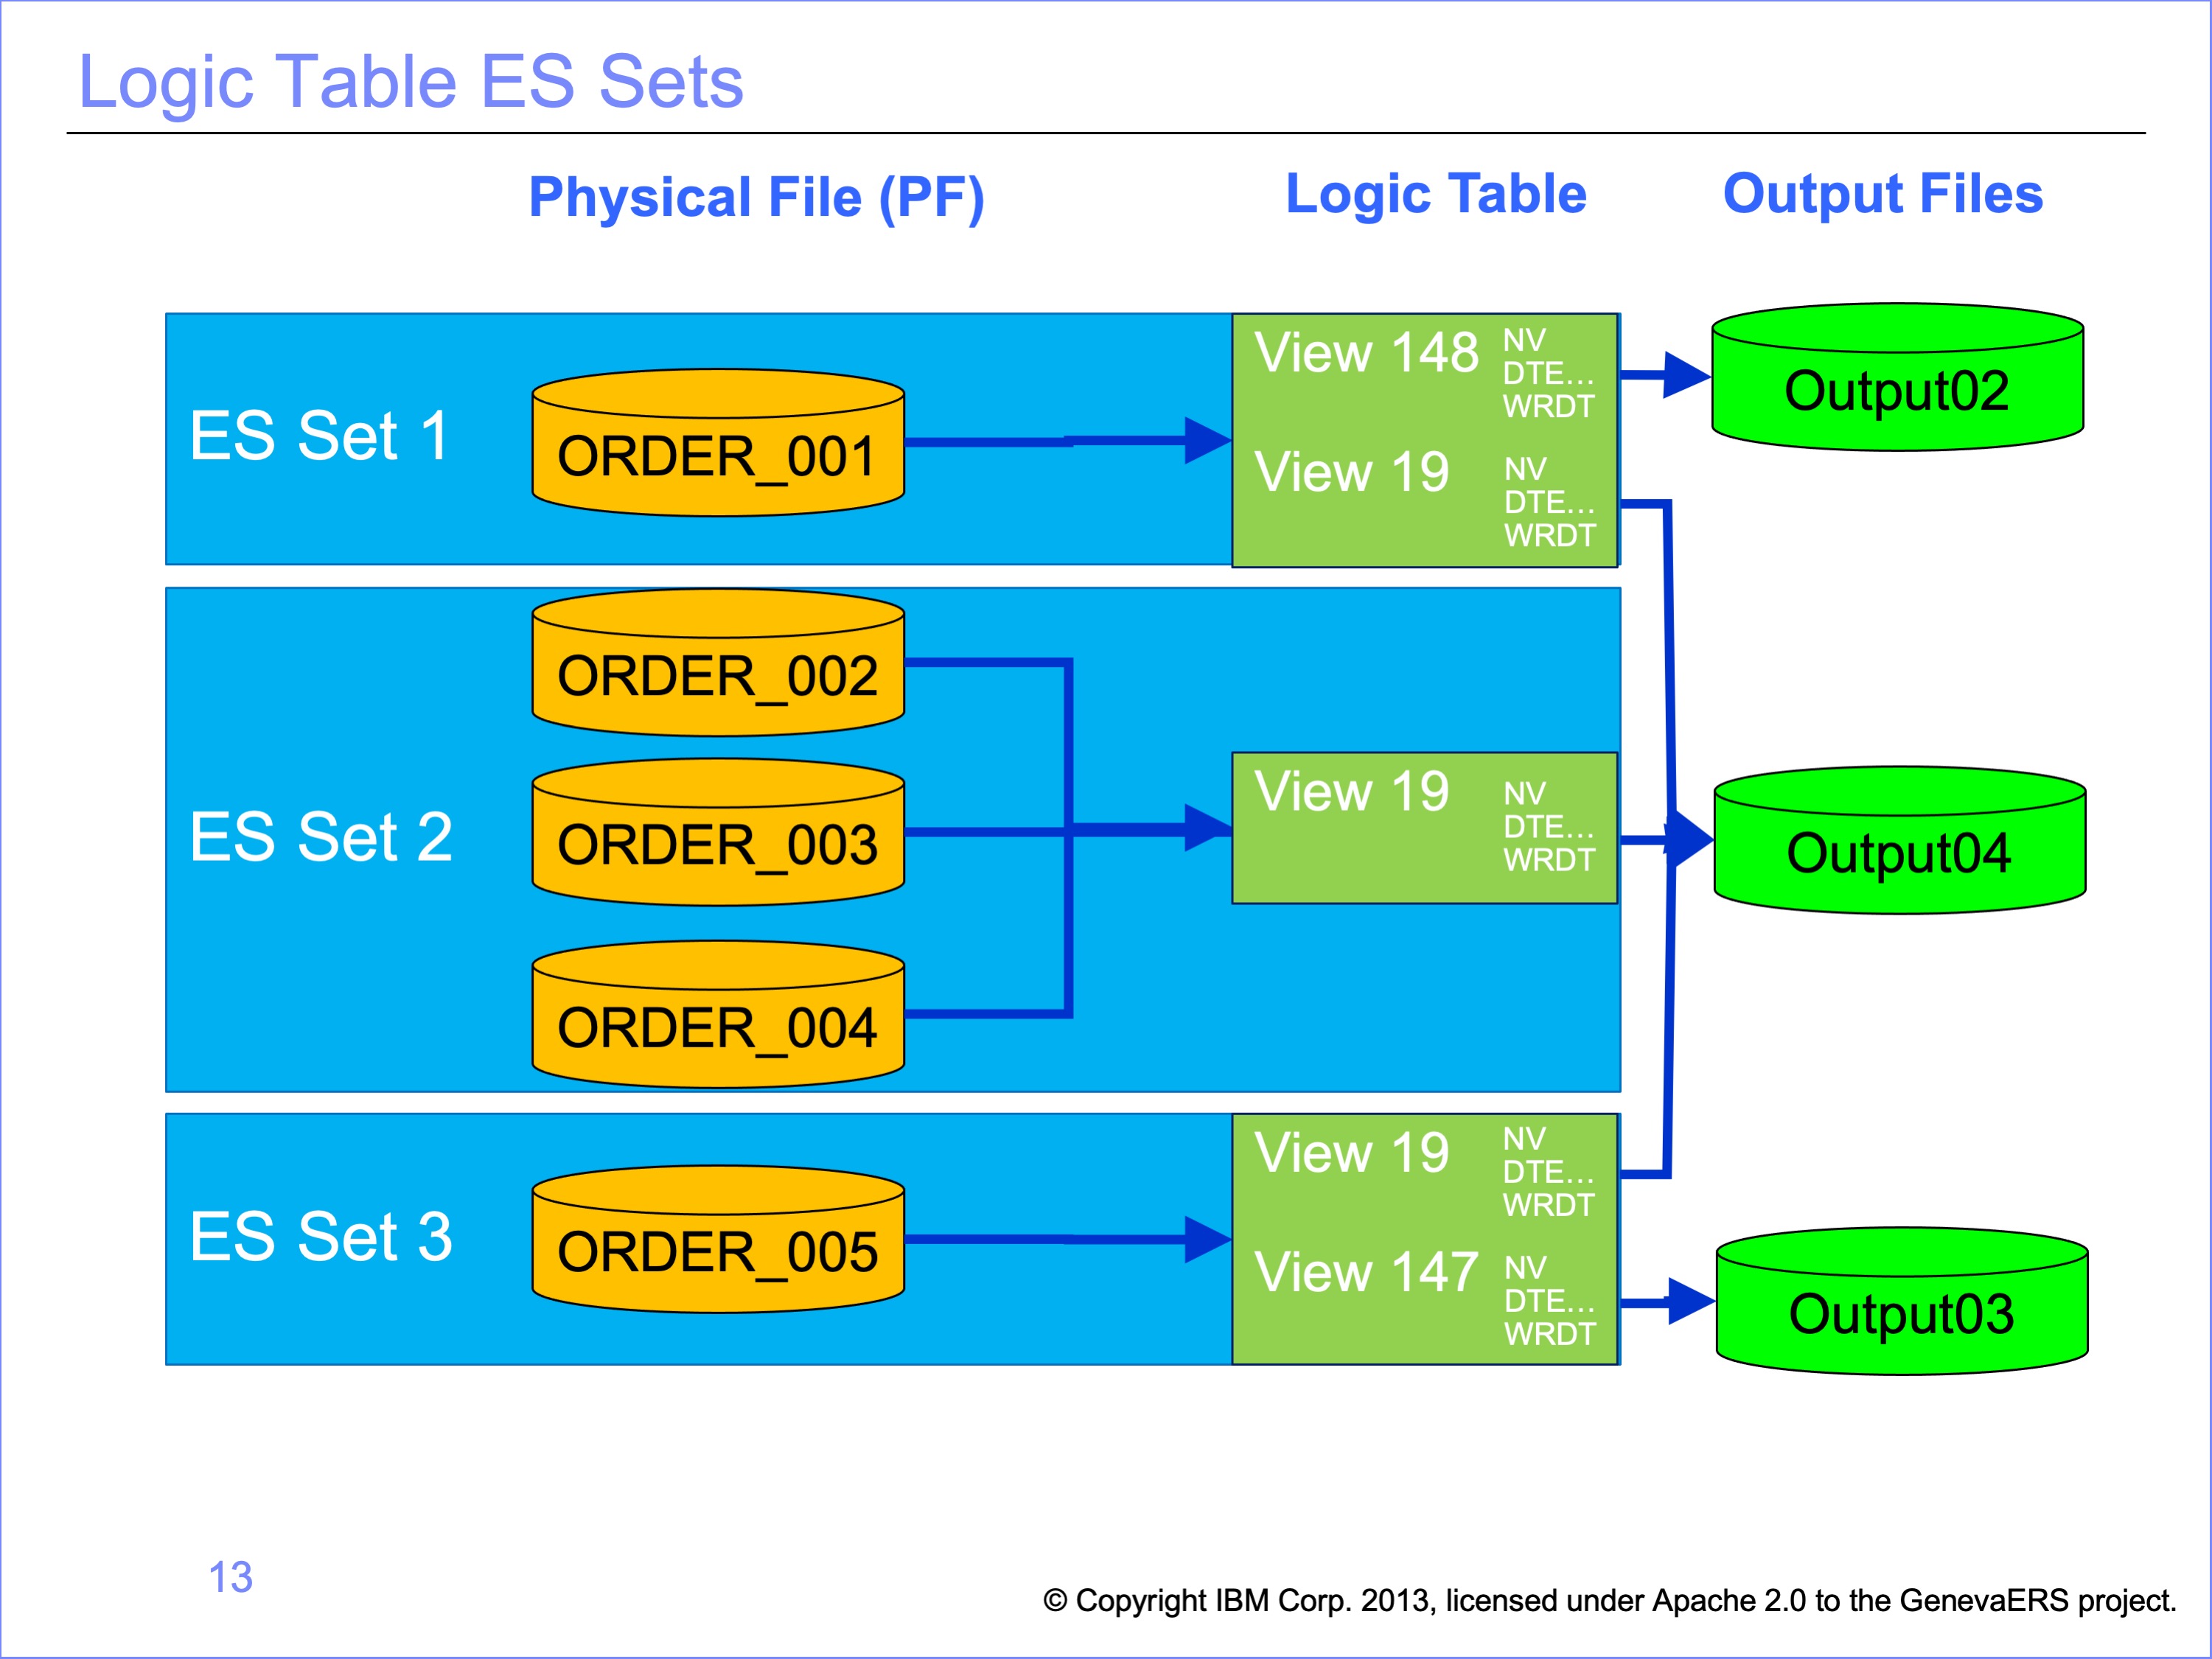 Logic Table ES Sets
Physical File (PF)
Logic Table
Output Files
ES Set 1
ORDER_001
View 148
NV
DTE...
WRDT
View 19
NV
DTE...
WRDT
Output02
ES Set 2
ORDER_002
ORDER_003
ORDER_004
View 19
NV
DTE...
WRDT
Output04
ES Set 3
ORDER_005
View 19
NV
DTE...
WRDT
View 147
NV
DTE...
WRDT
Output03
13
© Copyright IBM Corp. 2013, licensed under Apache 2.0 to the GenevaERS project.